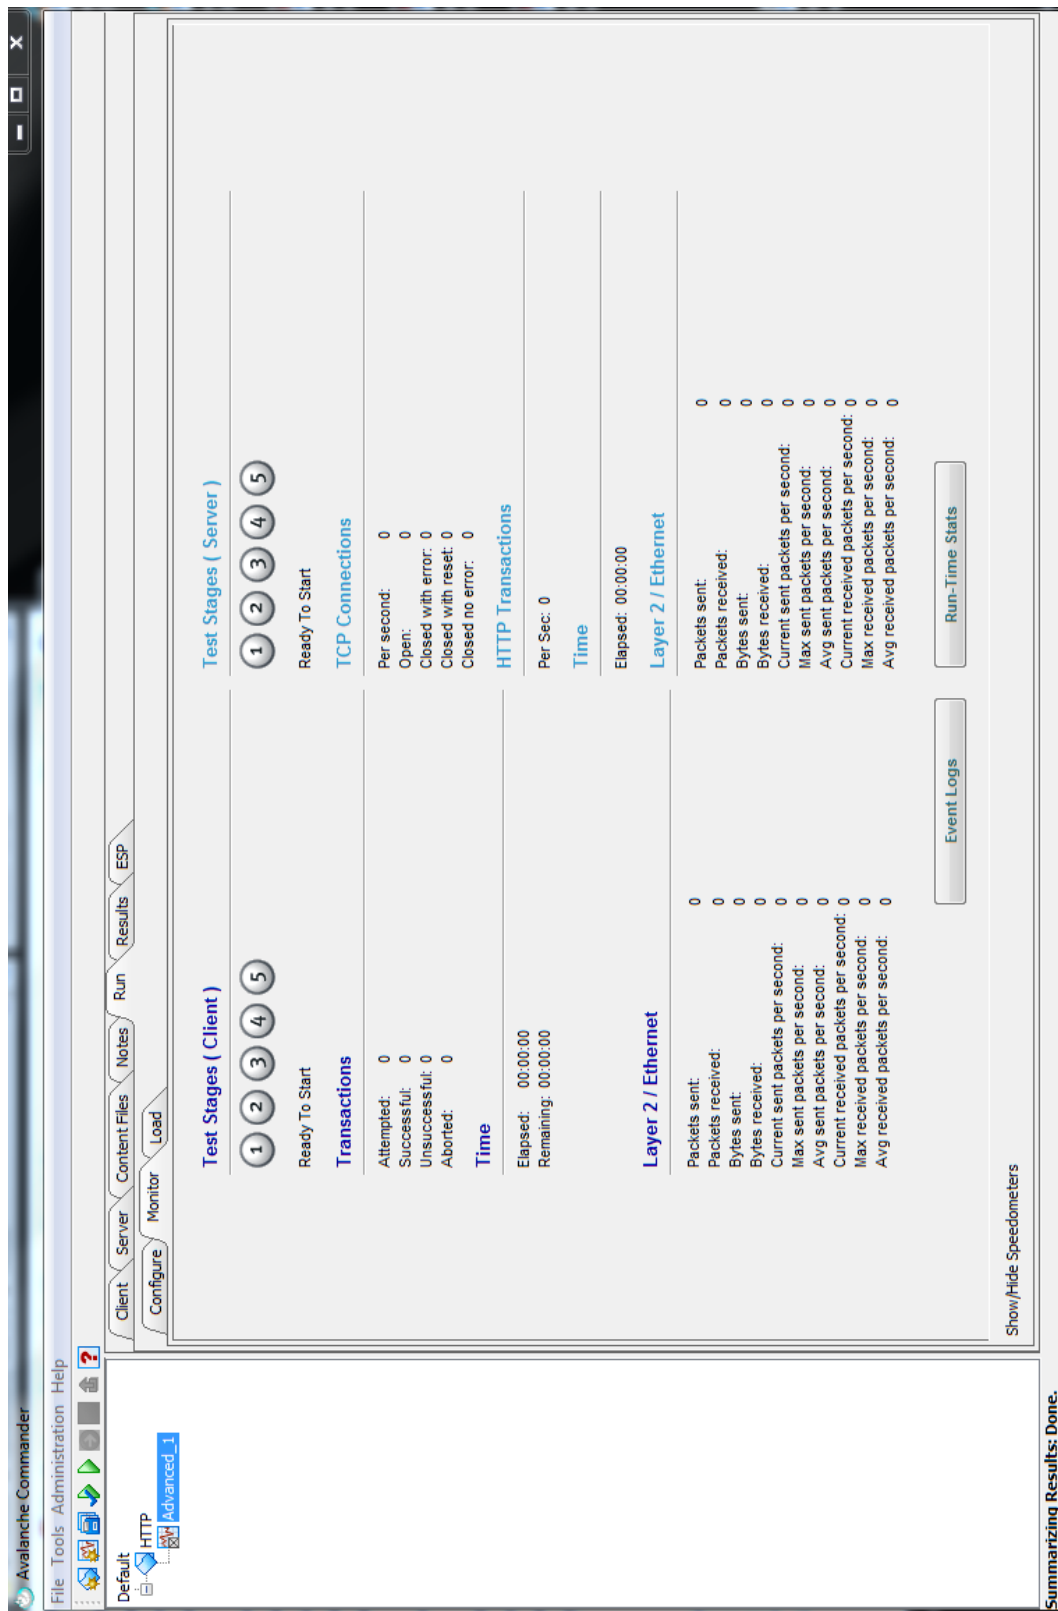 Avalanche Commander
File Tools Administration Help
Default
HTTP
Advanced_1
Client Server Content Files Notes Run Results ESP
Configure Monitor Load
Test Stages ( Client )
1 2 3 4 5
Ready To Start
Transactions
Attempted: 0
Successful: 0
Unsuccessful: 0
Aborted: 0
Time
Elapsed: 00:00:00
Remaining: 00:00:00
Layer 2 / Ethernet
Packets sent: 0
Packets received: 0
Bytes sent: 0
Bytes received: 0
Current sent packets per second: 0
Max sent packets per second: 0
Avg sent packets per second: 0
Current received packets per second: 0
Max received packets per second: 0
Avg received packets per second: 0
Test Stages ( Server )
1 2 3 4 5
Ready To Start
TCP Connections
Per second: 0
Open: 0
Closed with error: 0
Closed with reset: 0
Closed no error: 0
HTTP Transactions
Per Sec: 0
Time
Elapsed: 00:00:00
Layer 2 / Ethernet
Packets sent: 0
Packets received: 0
Bytes sent: 0
Bytes received: 0
Current sent packets per second: 0
Max sent packets per second: 0
Avg sent packets per second: 0
Current received packets per second: 0
Max received packets per second: 0
Avg received packets per second: 0
Event Logs Run-Time Stats
Show/Hide Speedometers
Summarizing Results: Done.